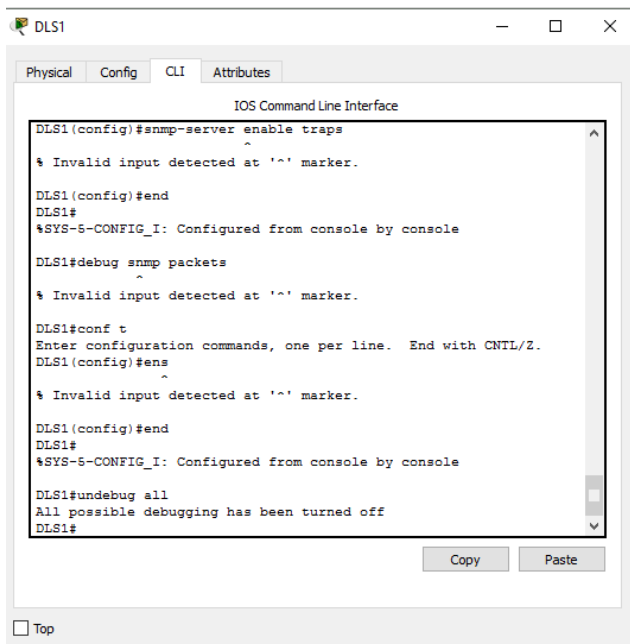 DLS1
Physical Config CLI Attributes
IOS Command Line Interface
DLS1(config)#snmp-server enable traps
^
% Invalid input detected at '^' marker.
DLS1(config)#end
DLS1#
%SYS-5-CONFIG_I: Configured from console by console
DLS1#debug snmp packets
^
% Invalid input detected at '^' marker.
DLS1#conf t
Enter configuration commands, one per line.  End with CNTL/Z.
DLS1(config)#ens
^
% Invalid input detected at '^' marker.
DLS1(config)#end
DLS1#
%SYS-5-CONFIG_I: Configured from console by console
DLS1#undebug all
All possible debugging has been turned off
DLS1#
Copy Paste
Top